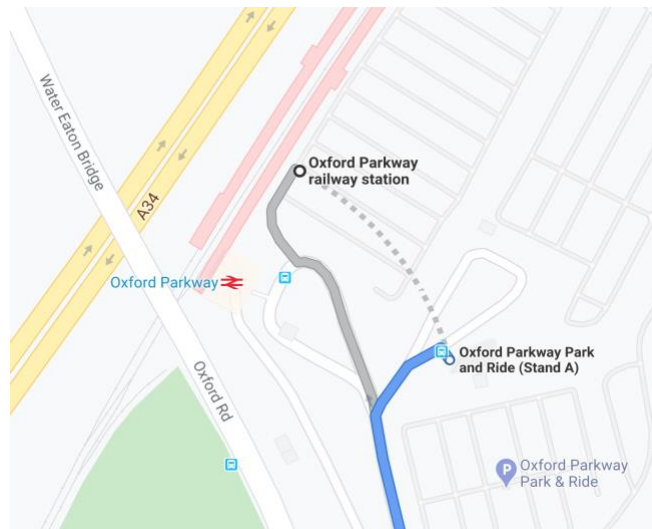 Water Eaton Bridge
A34
Oxford Parkway
railway station
Oxford Parkway
Oxford Rd
Oxford Parkway Park
and Ride (Stand A)
P
Oxford Parkway
Park & Ride